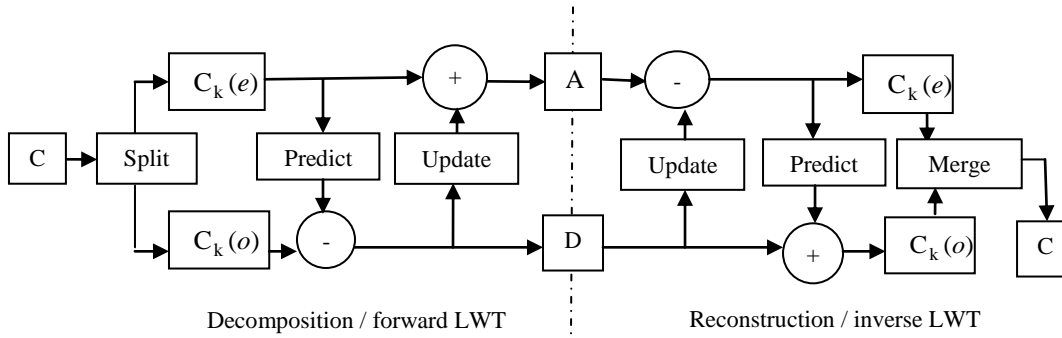 C
Split
Cₖ(e)
Predict
-
Cₖ(o)
+
Update
A
D
-
Update
Predict
+
Cₖ(e)
Merge
Cₖ(o)
C
Decomposition / forward LWT
Reconstruction / inverse LWT